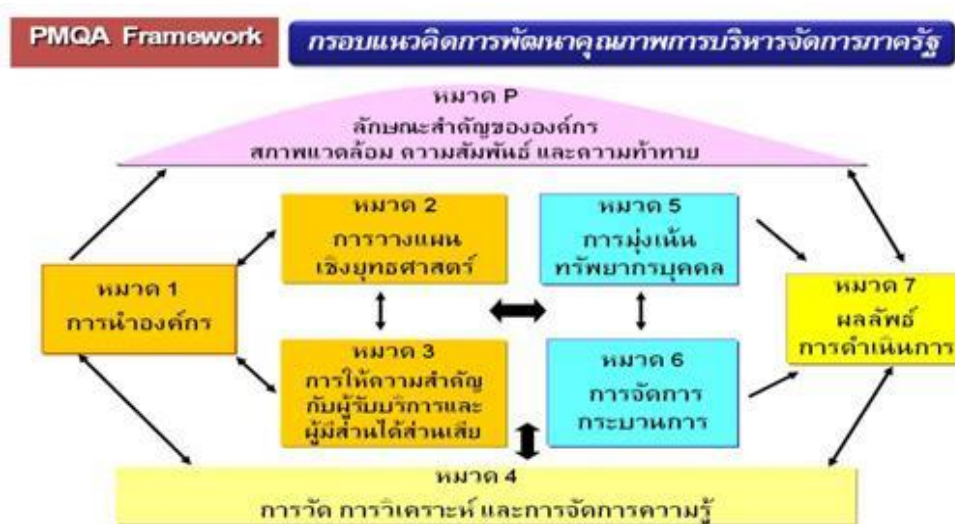 PMQA Framework
กรอบแนวคิดการพัฒนาคุณภาพการบริหารจัดการภาครัฐ
หมวด P
ลักษณะสำคัญขององค์กร
สภาพแวดล้อม ความสัมพันธ์ และความท้าทาย
หมวด 1
การนำองค์กร
หมวด 2
การวางแผน
เชิงยุทธศาสตร์
หมวด 3
การให้ความสำคัญ
กับผู้รับบริการและ
ผู้มีส่วนได้ส่วนเสีย
หมวด 5
การมุ่งเน้น
ทรัพยากรบุคคล
หมวด 6
การจัดการ
กระบวนการ
หมวด 7
ผลลัพธ์
การดำเนินการ
หมวด 4
การวัด การวิเคราะห์ และการจัดการความรู้